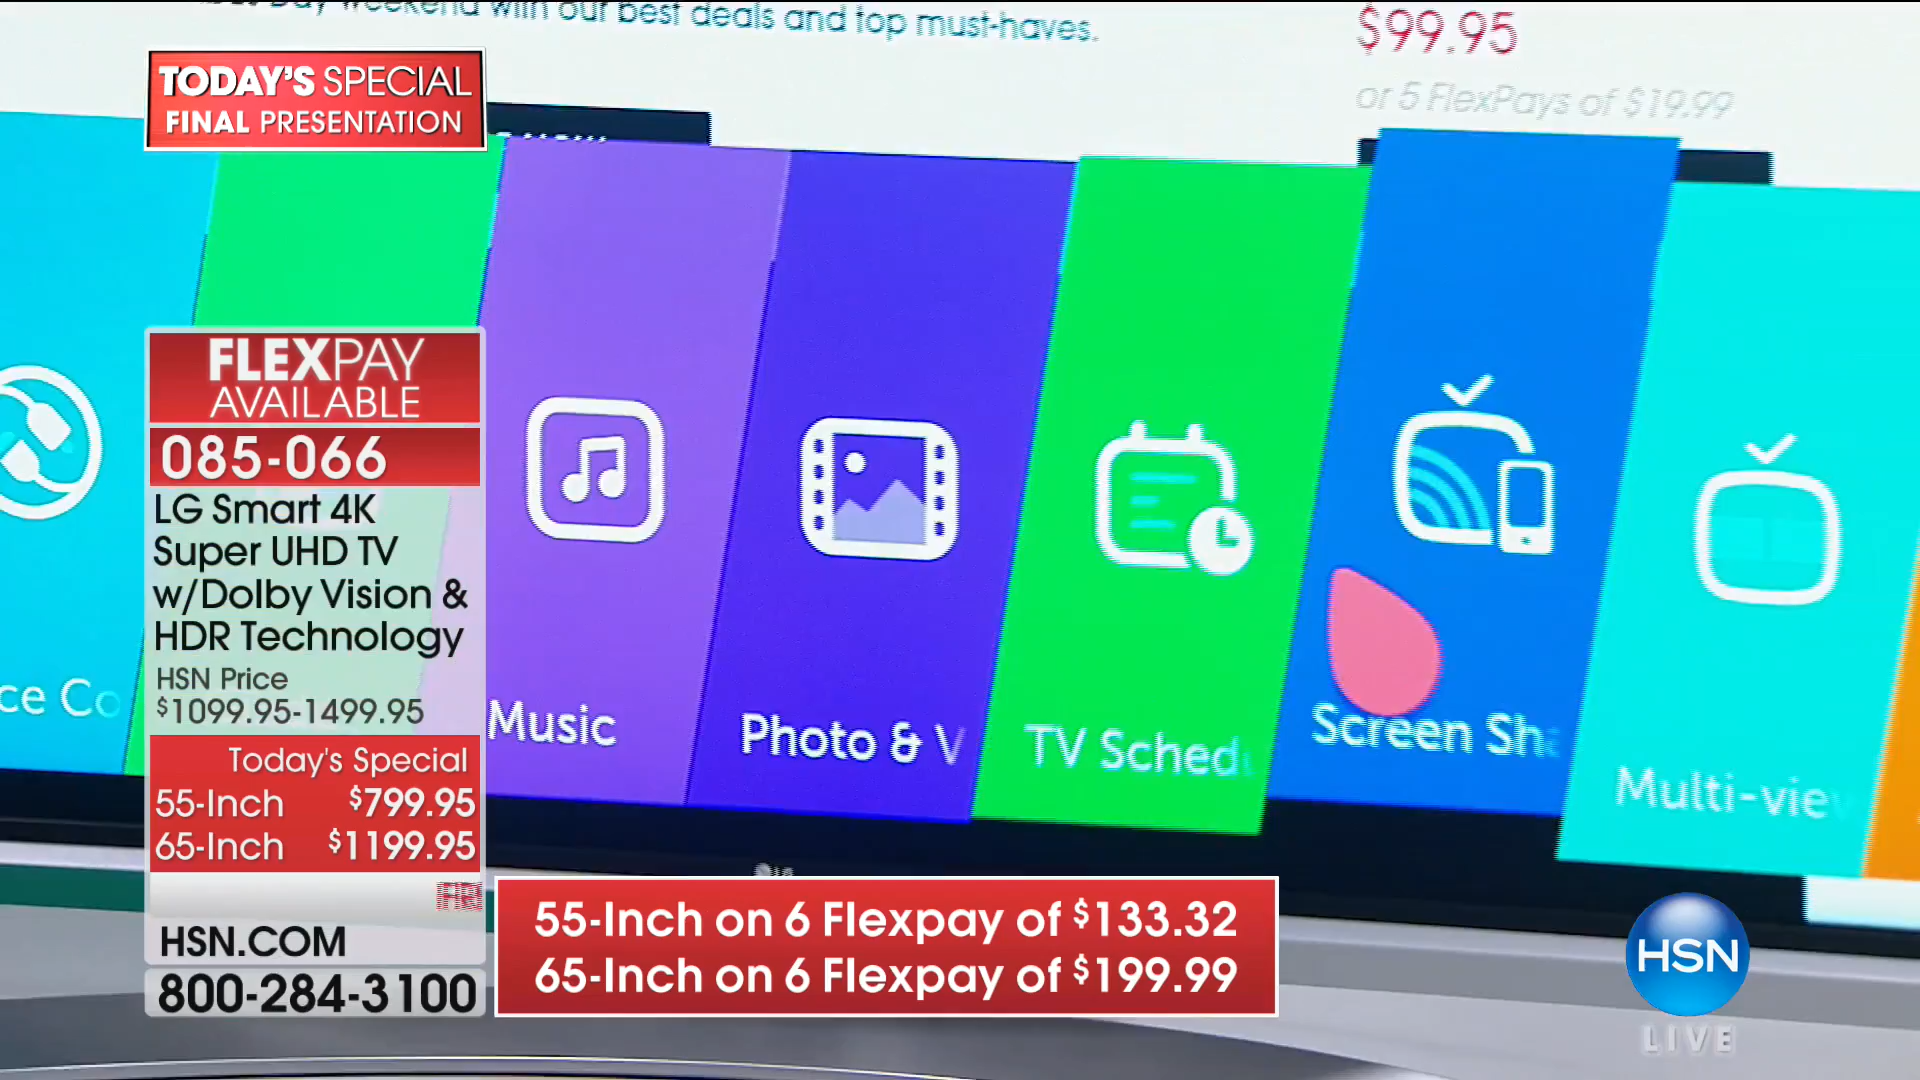 Day weekend with our best deals and top must-haves.
$99.95
or 5 FlexPays of $19.99
TODAY'S SPECIAL
FINAL PRESENTATION
FLEXPAY
AVAILABLE
085-066
LG Smart 4K
Super UHD TV
w/Dolby Vision &
HDR Technology
HSN Price
$1099.95-1499.95
Today's Special
55-Inch $799.95
65-Inch $1199.95
HSN.COM
800-284-3100
Music
Photo & V
TV Sched
Screen Sh
Multi-vie
55-Inch on 6 Flexpay of $133.32
65-Inch on 6 Flexpay of $199.99
HSN
LIVE